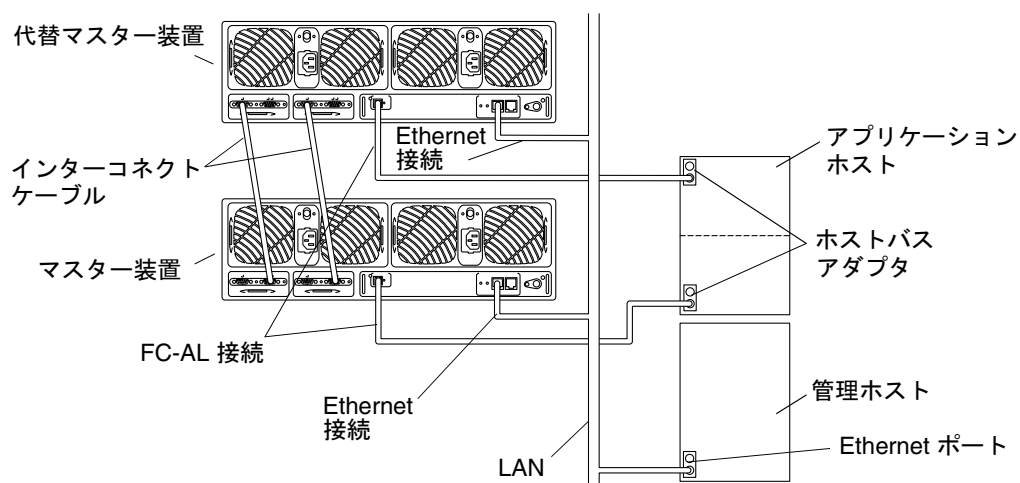 代替マスター装置
Ethernet
接続
アプリケーション
ホスト
インターコネクト
ケーブル
ホストバス
アダプタ
マスター装置
FC-AL 接続
Ethernet
接続
管理ホスト
Ethernet ポート
LAN